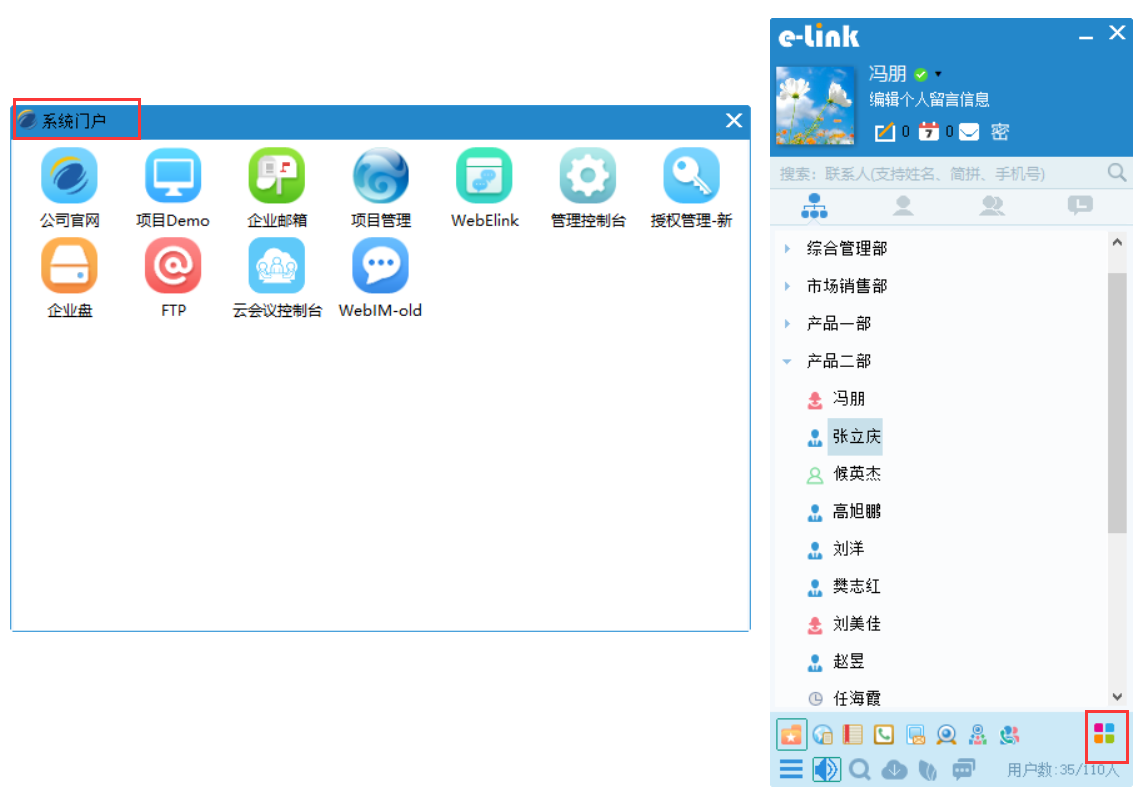 系统门户
公司官网 项目Demo 企业邮箱 项目管理 WebElink 管理控制台 授权管理-新
企业盘 FTP 云会议控制台 WebIM-old
e-link
冯朋
编辑个人留言信息
0 7 0 密
搜索：联系人(支持姓名、简拼、手机号)
综合管理部
市场销售部
产品一部
产品二部
冯朋
张立庆
候英杰
高旭鹏
刘洋
樊志红
刘美佳
赵昱
任海霞
用户数:35/110人